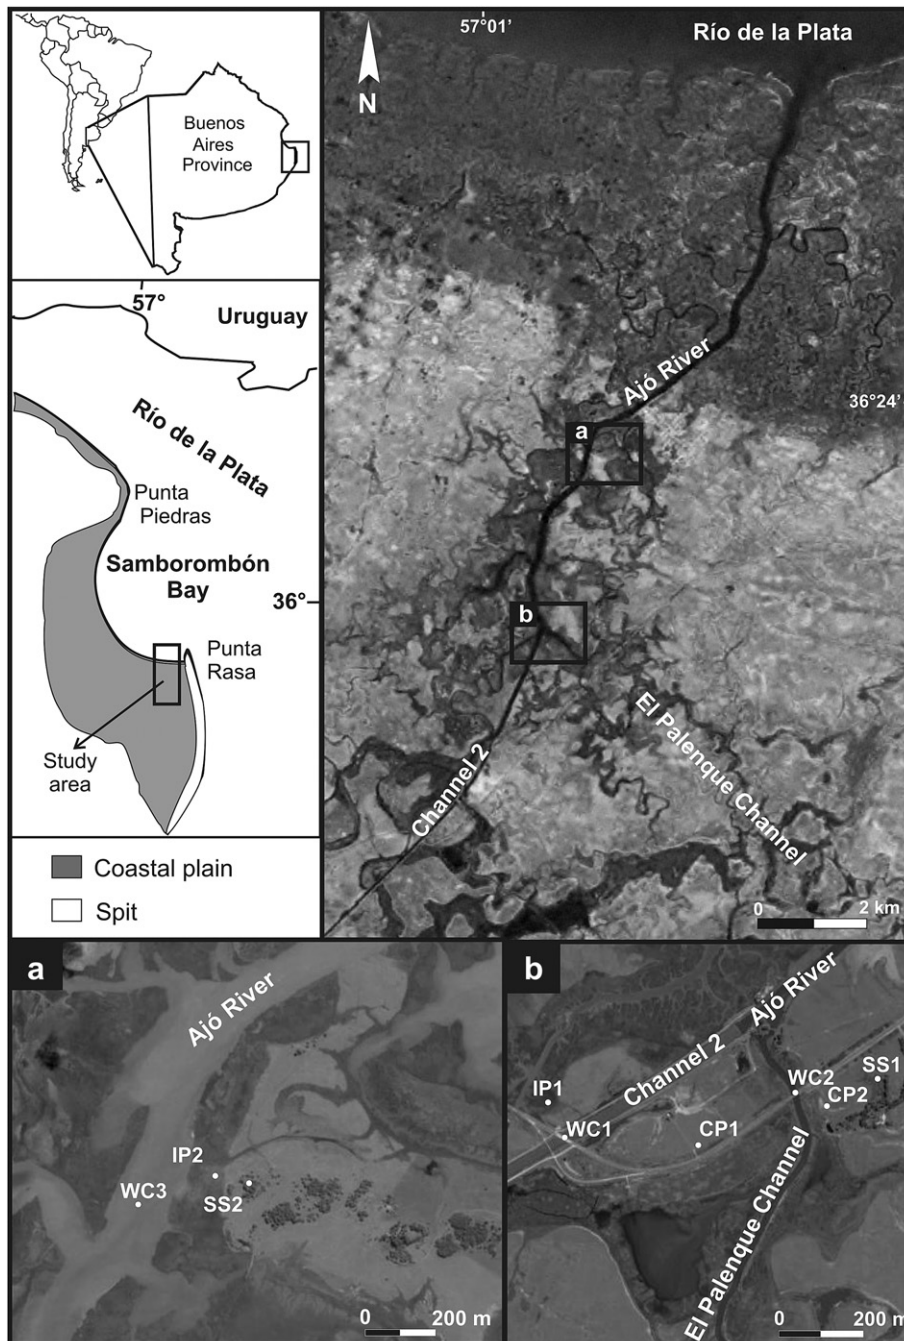 Buenos
Aires
Province
57°
Uruguay
Río de la Plata
Punta
Piedras
Samborombón
Bay
36°
Punta
Rasa
Study
area
Coastal plain
Spit
57°01'
Río de la Plata
N
Ajó River
36°24'
a
b
El Palenque Channel
Channel 2
0 2 km
a
Ajó River
IP2
WC3
SS2
0 200 m
b
Ajó River
Channel 2
SS1
WC2
IP1
CP2
WC1
CP1
El Palenque Channel
0 200 m